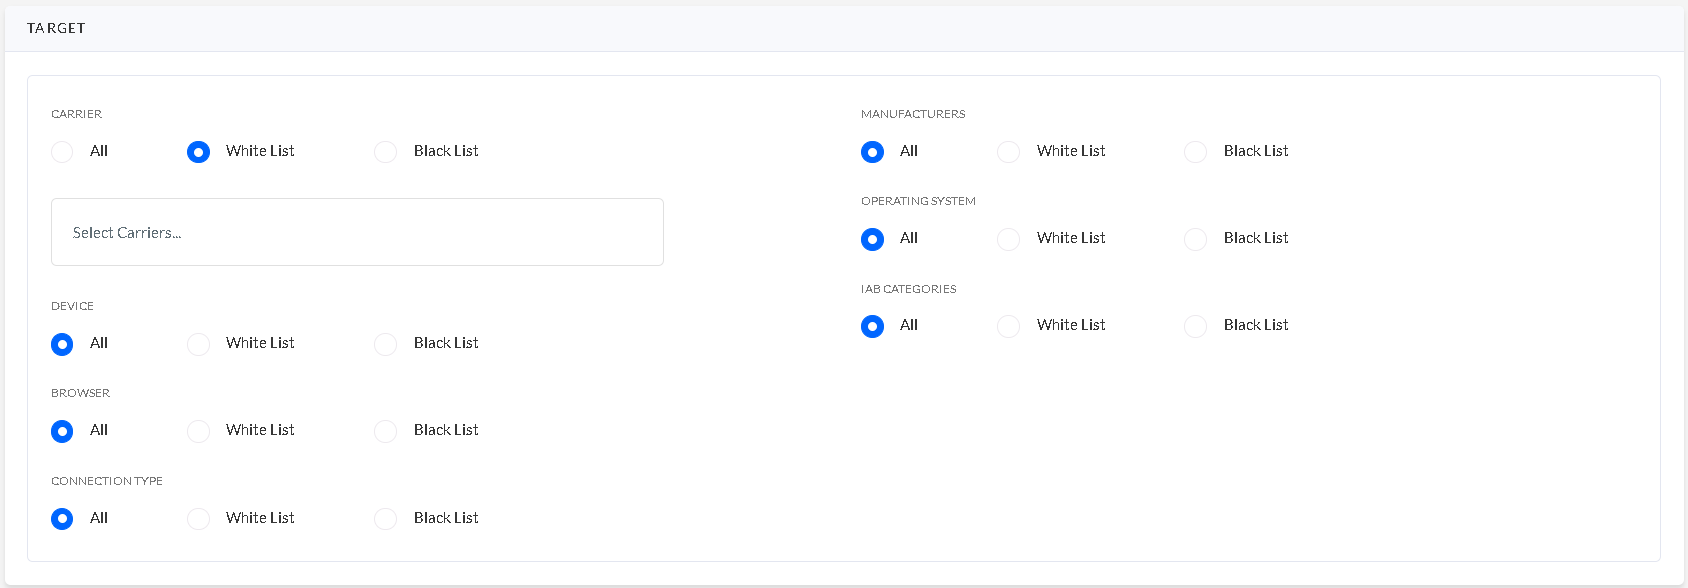 TARGET
CARRIER
All White List Black List
Select Carriers...
DEVICE
All White List Black List
BROWSER
All White List Black List
CONNECTION TYPE
All White List Black List
MANUFACTURERS
All White List Black List
OPERATING SYSTEM
All White List Black List
IAB CATEGORIES
All White List Black List